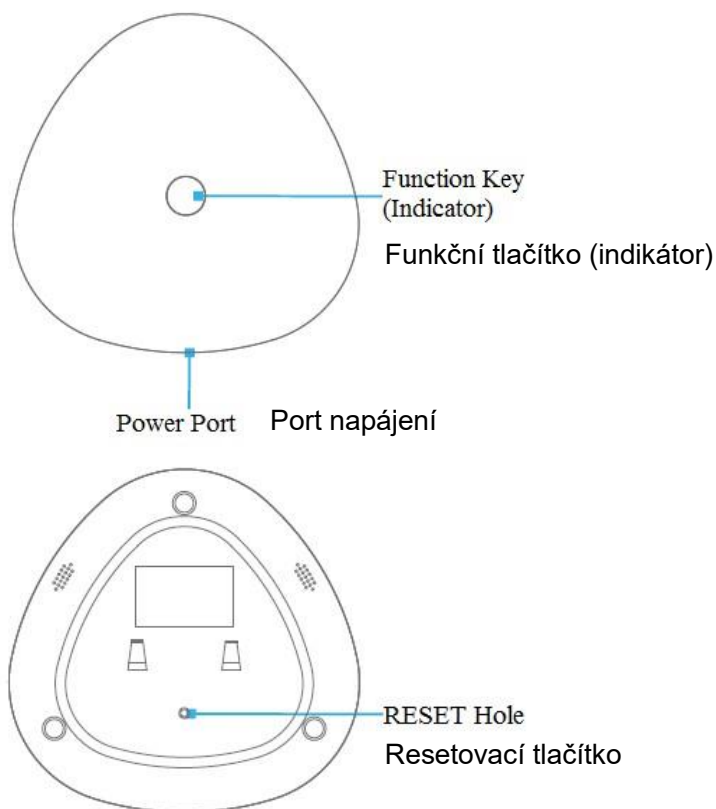 Function Key
(Indicator)
Funkční tlačítko (indikátor)
Power Port Port napájení
RESET Hole
Resetovací tlačítko